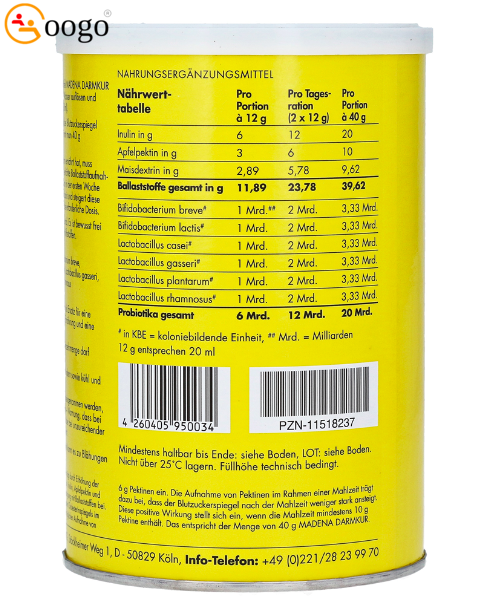 oogo®
NAHRUNGSERGÄNZUNGSMITTEL
Nährwert-tabelle Pro Portion à 12 g Pro Tages-ration (2 x 12 g) Pro Portion à 40 g
Inulin in g 6 12 20
Apfelpektin in g 3 6 10
Maisdextrin in g 2,89 5,78 9,62
Ballaststoffe gesamt in g 11,89 23,78 39,62
Bifidobacterium breve# 1 Mrd.## 2 Mrd. 3,33 Mrd.
Bifidobacterium lactis# 1 Mrd. 2 Mrd. 3,33 Mrd.
Lactobacillus casei# 1 Mrd. 2 Mrd. 3,33 Mrd.
Lactobacillus gasseri# 1 Mrd. 2 Mrd. 3,33 Mrd.
Lactobacillus plantarum# 1 Mrd. 2 Mrd. 3,33 Mrd.
Lactobacillus rhamnosus# 1 Mrd. 2 Mrd. 3,33 Mrd.
Probiotika gesamt 6 Mrd. 12 Mrd. 20 Mrd.
# in KBE = koloniebildende Einheit, ## Mrd. = Milliarden
12 g entsprechen 20 ml
4 260405 950034
PZN-11518237
Mindestens haltbar bis Ende: siehe Boden, LOT: siehe Boden.
Nicht über 25°C lagern. Füllhöhe technisch bedingt.
6 g Pektinen ein. Die Aufnahme von Pektinen im Rahmen einer Mahlzeit trägt
dazu bei, dass der Blutzuckerspiegel nach der Mahlzeit weniger stark ansteigt.
Diese positive Wirkung stellt sich ein, wenn die Mahlzeit mindestens 10 g
Pektine enthält. Das entspricht der Menge von 40 g MADENA DARMKUR.
Weg 1, D - 50829 Köln, Info-Telefon: +49 (0)221/28 23 99 70